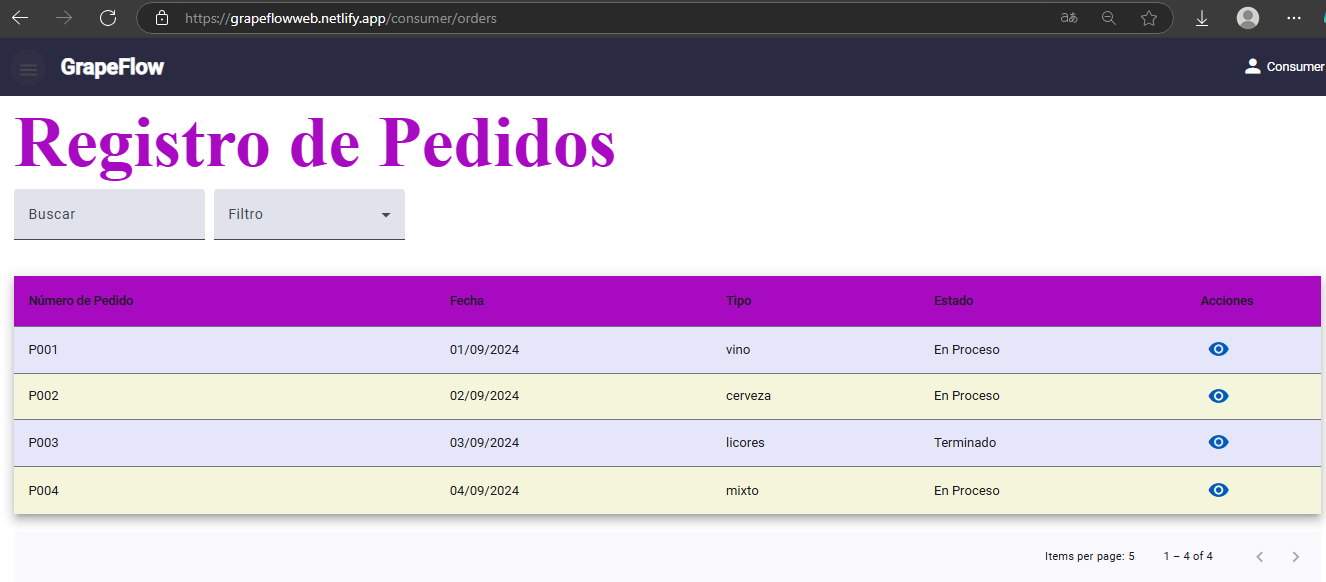 https://grapeflowweb.netlify.app/consumer/orders
GrapeFlow
Consumer
Registro de Pedidos
Buscar
Filtro
Número de Pedido Fecha Tipo Estado Acciones
P001 01/09/2024 vino En Proceso
P002 02/09/2024 cerveza En Proceso
P003 03/09/2024 licores Terminado
P004 04/09/2024 mixto En Proceso
Items per page: 5 1 – 4 of 4